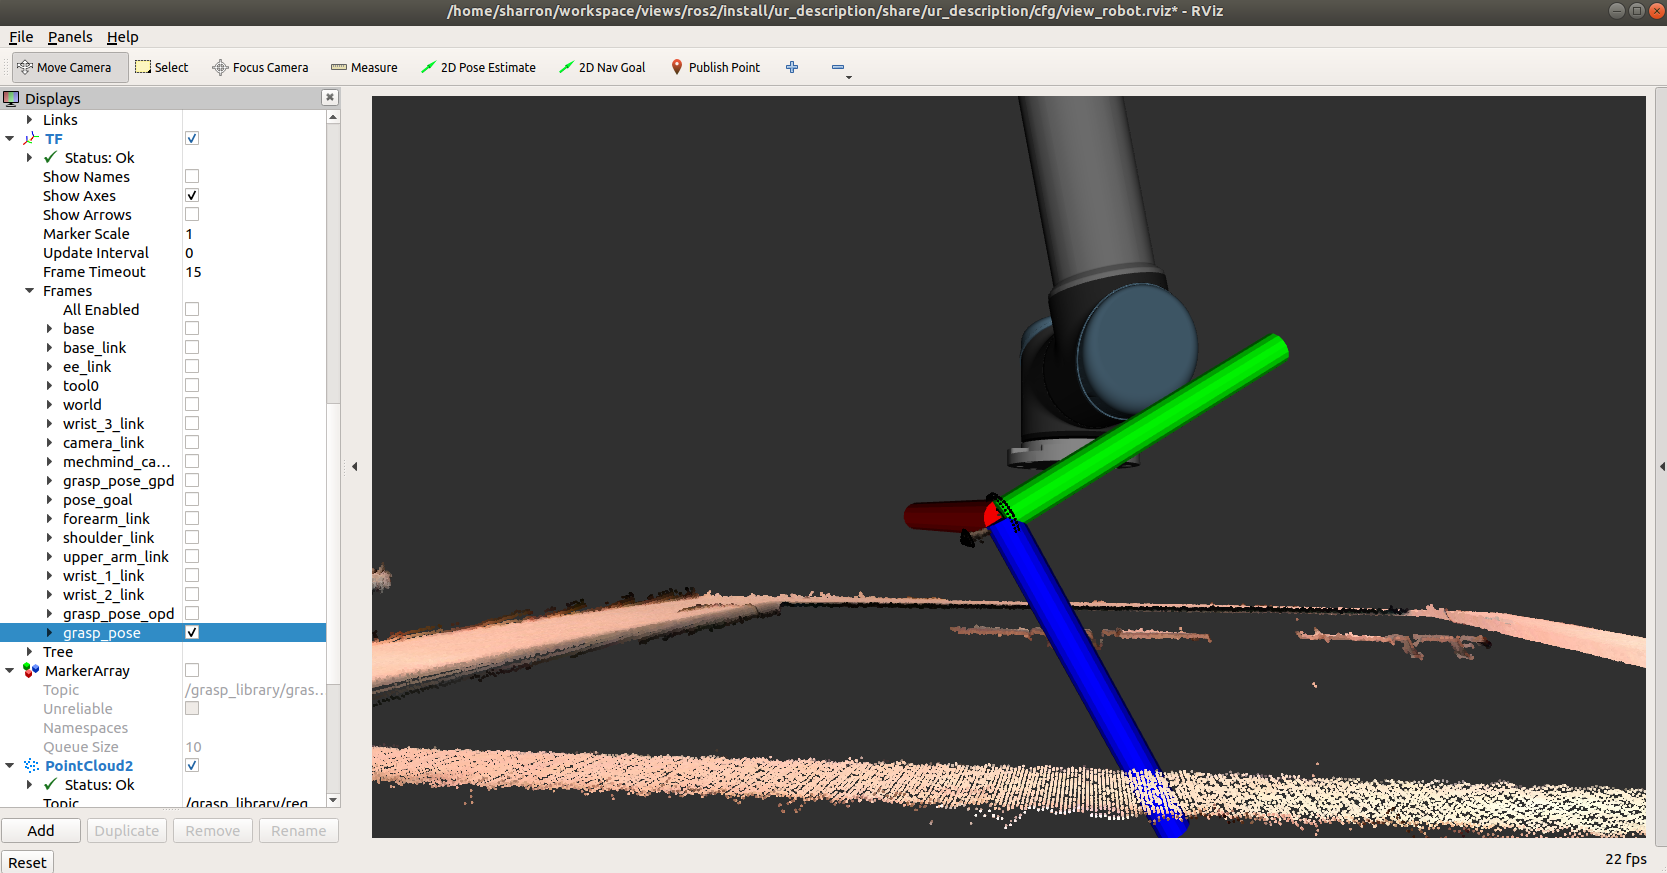 /home/sharron/workspace/views/ros2/install/ur_description/share/ur_description/cfg/view_robot.rviz* - RViz
File Panels Help
Move Camera Select Focus Camera Measure 2D Pose Estimate 2D Nav Goal Publish Point
Displays
Links
TF
Status: Ok
Show Names
Show Axes
Show Arrows
Marker Scale 1
Update Interval 0
Frame Timeout 15
Frames
All Enabled
base
base_link
ee_link
tool0
world
wrist_3_link
camera_link
mechmind_ca...
grasp_pose_gpd
pose_goal
forearm_link
shoulder_link
upper_arm_link
wrist_1_link
wrist_2_link
grasp_pose_opd
grasp_pose
Tree
MarkerArray
Topic /grasp_library/gras...
Unreliable
Namespaces
Queue Size 10
PointCloud2
Status: Ok
Topic /grasp_library/reg
Add Duplicate Remove Rename
Reset
22 fps